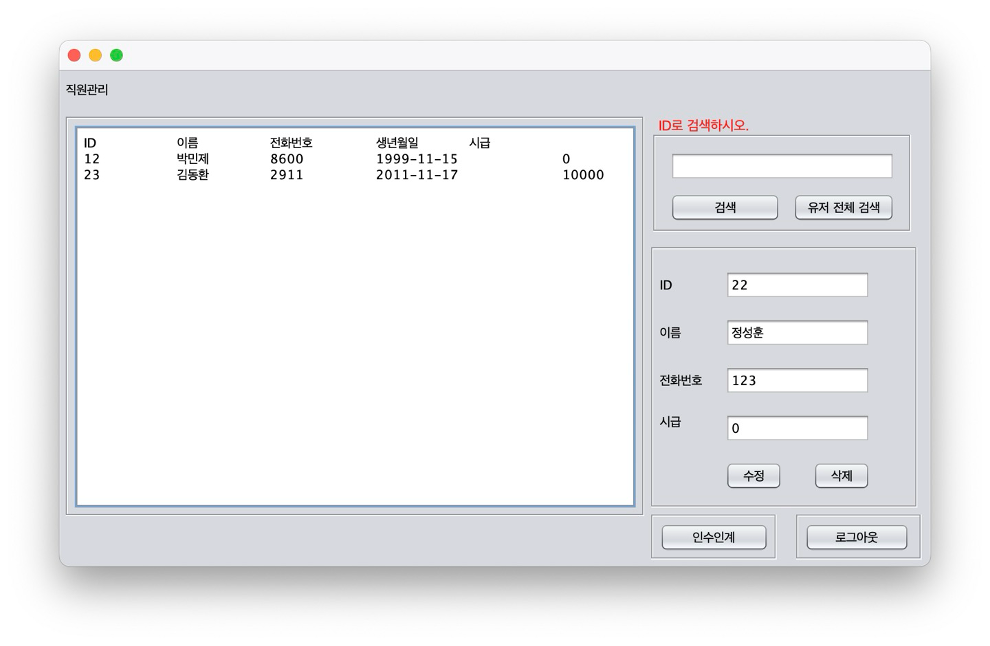 직원관리
ID 이름 전화번호 생년월일 시급
12 박민제 8600 1999-11-15 0
23 김동환 2911 2011-11-17 10000
ID로 검색하시오.
검색 유저 전체 검색
ID 22
이름 정성훈
전화번호 123
시급 0
수정 삭제
인수인계 로그아웃